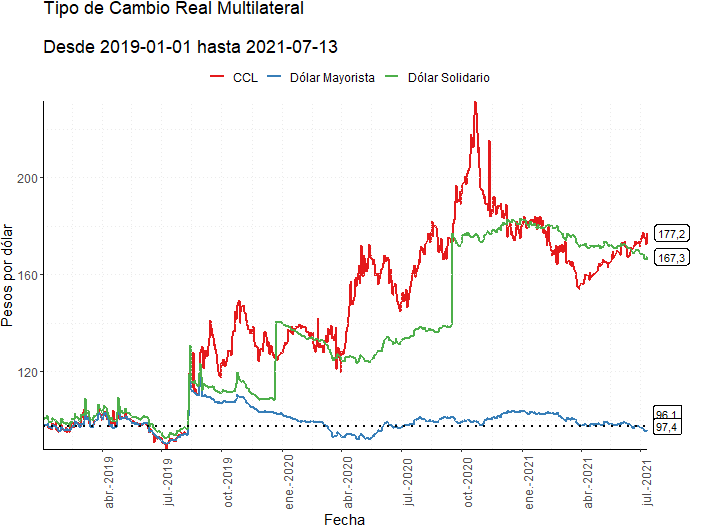 Tipo de Cambio Real Multilateral
Desde 2019-01-01 hasta 2021-07-13
CCL Dólar Mayorista Dólar Solidario
Pesos por dólar
200
160
120
177,2
167,3
96,1
97,4
abr.-2019
jul.-2019
oct.-2019
ene.-2020
abr.-2020
jul.-2020
oct.-2020
ene.-2021
abr.-2021
jul.-2021
Fecha